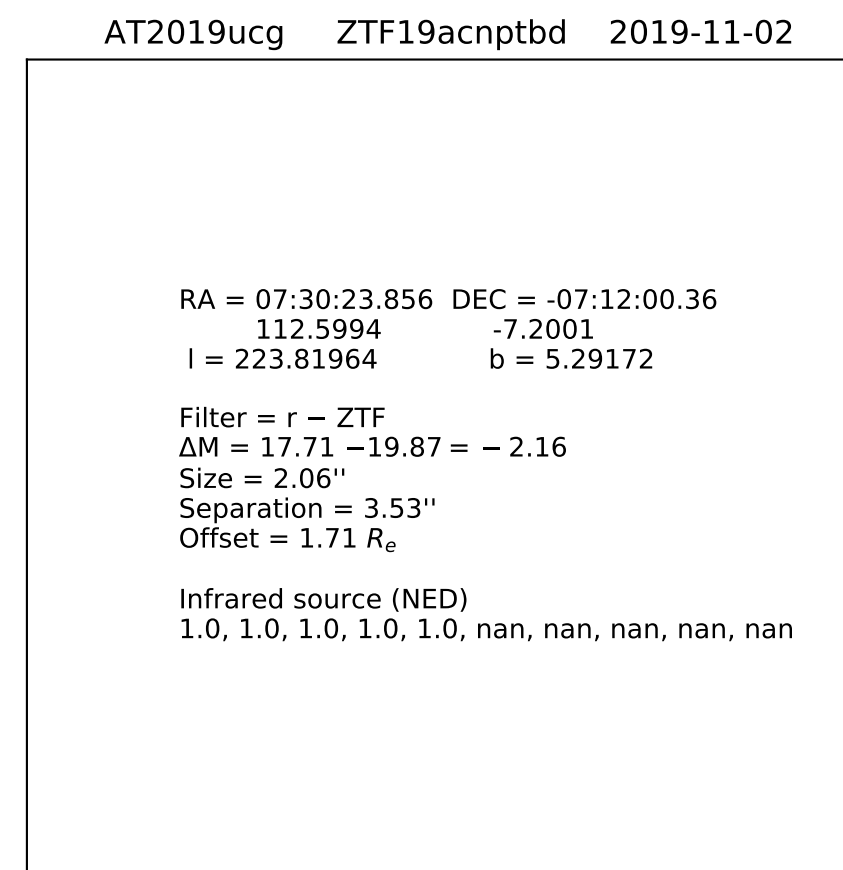 AT2019ucg ZTF19acnptbd 2019-11-02
RA = 07:30:23.856 DEC = -07:12:00.36
112.5994 -7.2001
l = 223.81964 b = 5.29172
Filter = r − ZTF
ΔM = 17.71 −19.87 = − 2.16
Size = 2.06''
Separation = 3.53''
Offset = 1.71 Rₑ
Infrared source (NED)
1.0, 1.0, 1.0, 1.0, 1.0, nan, nan, nan, nan, nan